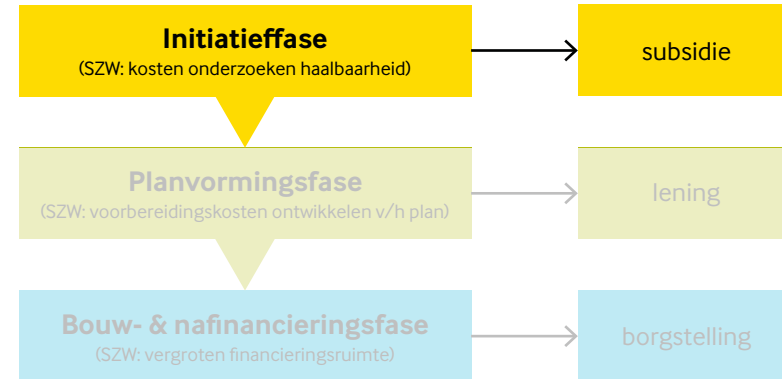 Initiatieffase
(SZW: kosten onderzoeken haalbaarheid)
subsidie
Planvormingsfase
(SZW: voorbereidingskosten ontwikkelen v/h plan)
lening
Bouw- & nafinancieringsfase
(SZW: vergroten financieringsruimte)
borgstelling